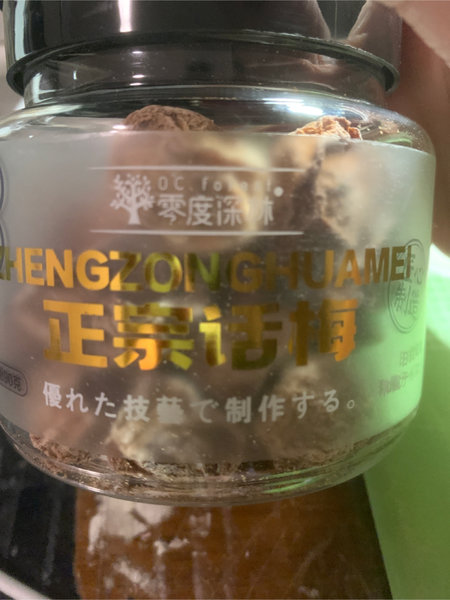 0℃ forest
零度深林
ZHENGZONGHUAMEI
正宗话梅
優れた技藝で制作する。